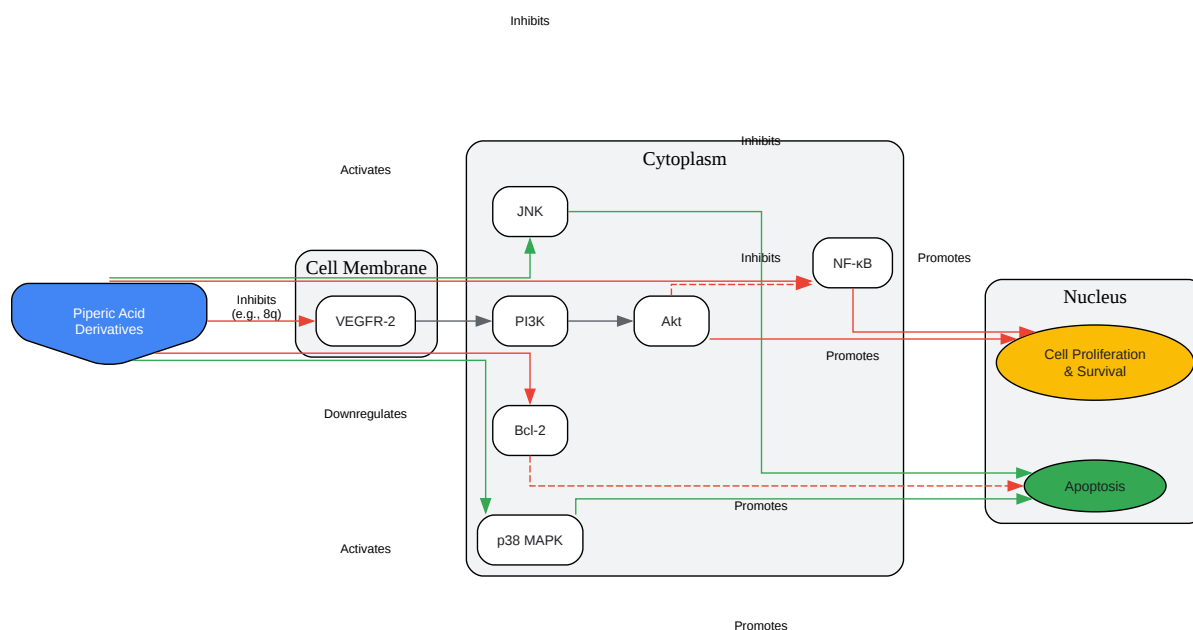 Inhibits
Inhibits
Cytoplasm
Activates
JNK
Cell Membrane
Inhibits
NF-κB
Promotes
Nucleus
Piperic Acid
Derivatives
Inhibits
(e.g., 8q)
VEGFR-2
PI3K
Akt
Promotes
Cell Proliferation
& Survival
Downregulates
Bcl-2
Apoptosis
Promotes
p38 MAPK
Activates
Promotes